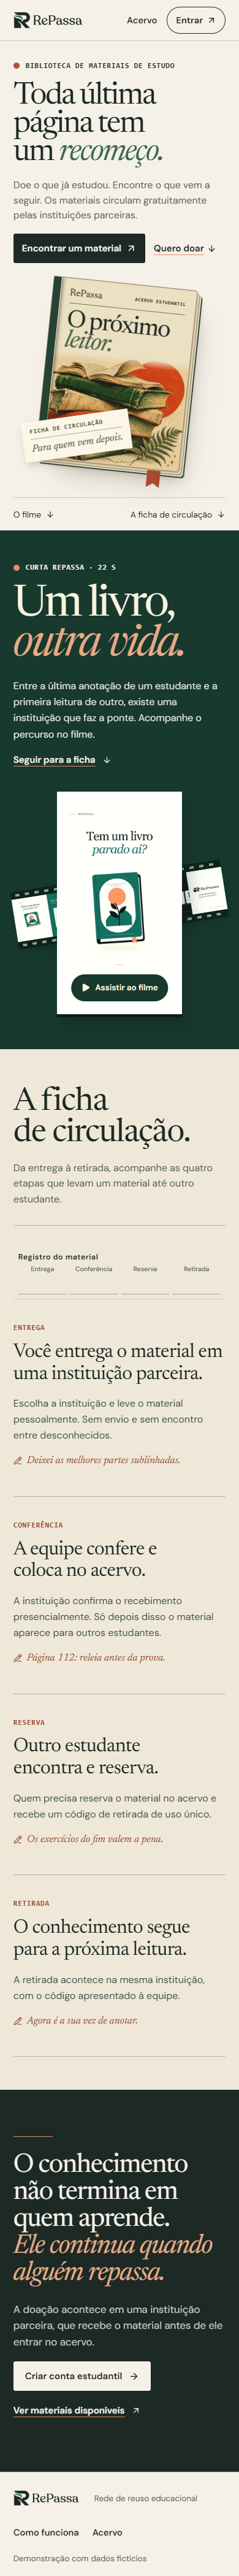 RePassa
Acervo
Entrar
BIBLIOTECA DE MATERIAIS DE ESTUDO
Toda última
página tem
um recomeço.
Doe o que já estudou. Encontre o que vem a
seguir. Os materiais circulam gratuitamente
pelas instituições parceiras.
Encontrar um material
Quero doar
RePassa
ACERVO ESTUDANTIL
O próximo
leitor.
FICHA DE CIRCULAÇÃO
Para quem vem depois.
O filme
A ficha de circulação
CURTA REPASSA · 22 S
Um livro,
outra vida.
Entre a última anotação de um estudante e a
primeira leitura de outro, existe uma
instituição que faz a ponte. Acompanhe o
percurso no filme.
Seguir para a ficha
REPASSA
Tem um livro
parado aí?
RePassa
Assistir ao filme
A ficha
de circulação.
Da entrega à retirada, acompanhe as quatro
etapas que levam um material até outro
estudante.
Registro do material
Entrega
Conferência
Reserva
Retirada
ENTREGA
Você entrega o material em
uma instituição parceira.
Escolha a instituição e leve o material
pessoalmente. Sem envio e sem encontro
entre desconhecidos.
Deixei as melhores partes sublinhadas.
CONFERÊNCIA
A equipe confere e
coloca no acervo.
A instituição confirma o recebimento
presencialmente. Só depois disso o material
aparece para outros estudantes.
Página 112: releia antes da prova.
RESERVA
Outro estudante
encontra e reserva.
Quem precisa reserva o material no acervo e
recebe um código de retirada de uso único.
Os exercícios do fim valem a pena.
RETIRADA
O conhecimento segue
para a próxima leitura.
A retirada acontece na mesma instituição,
com o código apresentado à equipe.
Agora é a sua vez de anotar.
O conhecimento
não termina em
quem aprende.
Ele continua quando
alguém repassa.
A doação acontece em uma instituição
parceira, que recebe o material antes de ele
entrar no acervo.
Criar conta estudantil
Ver materiais disponíveis
RePassa
Rede de reuso educacional
Como funciona
Acervo
Demonstração com dados fictícios